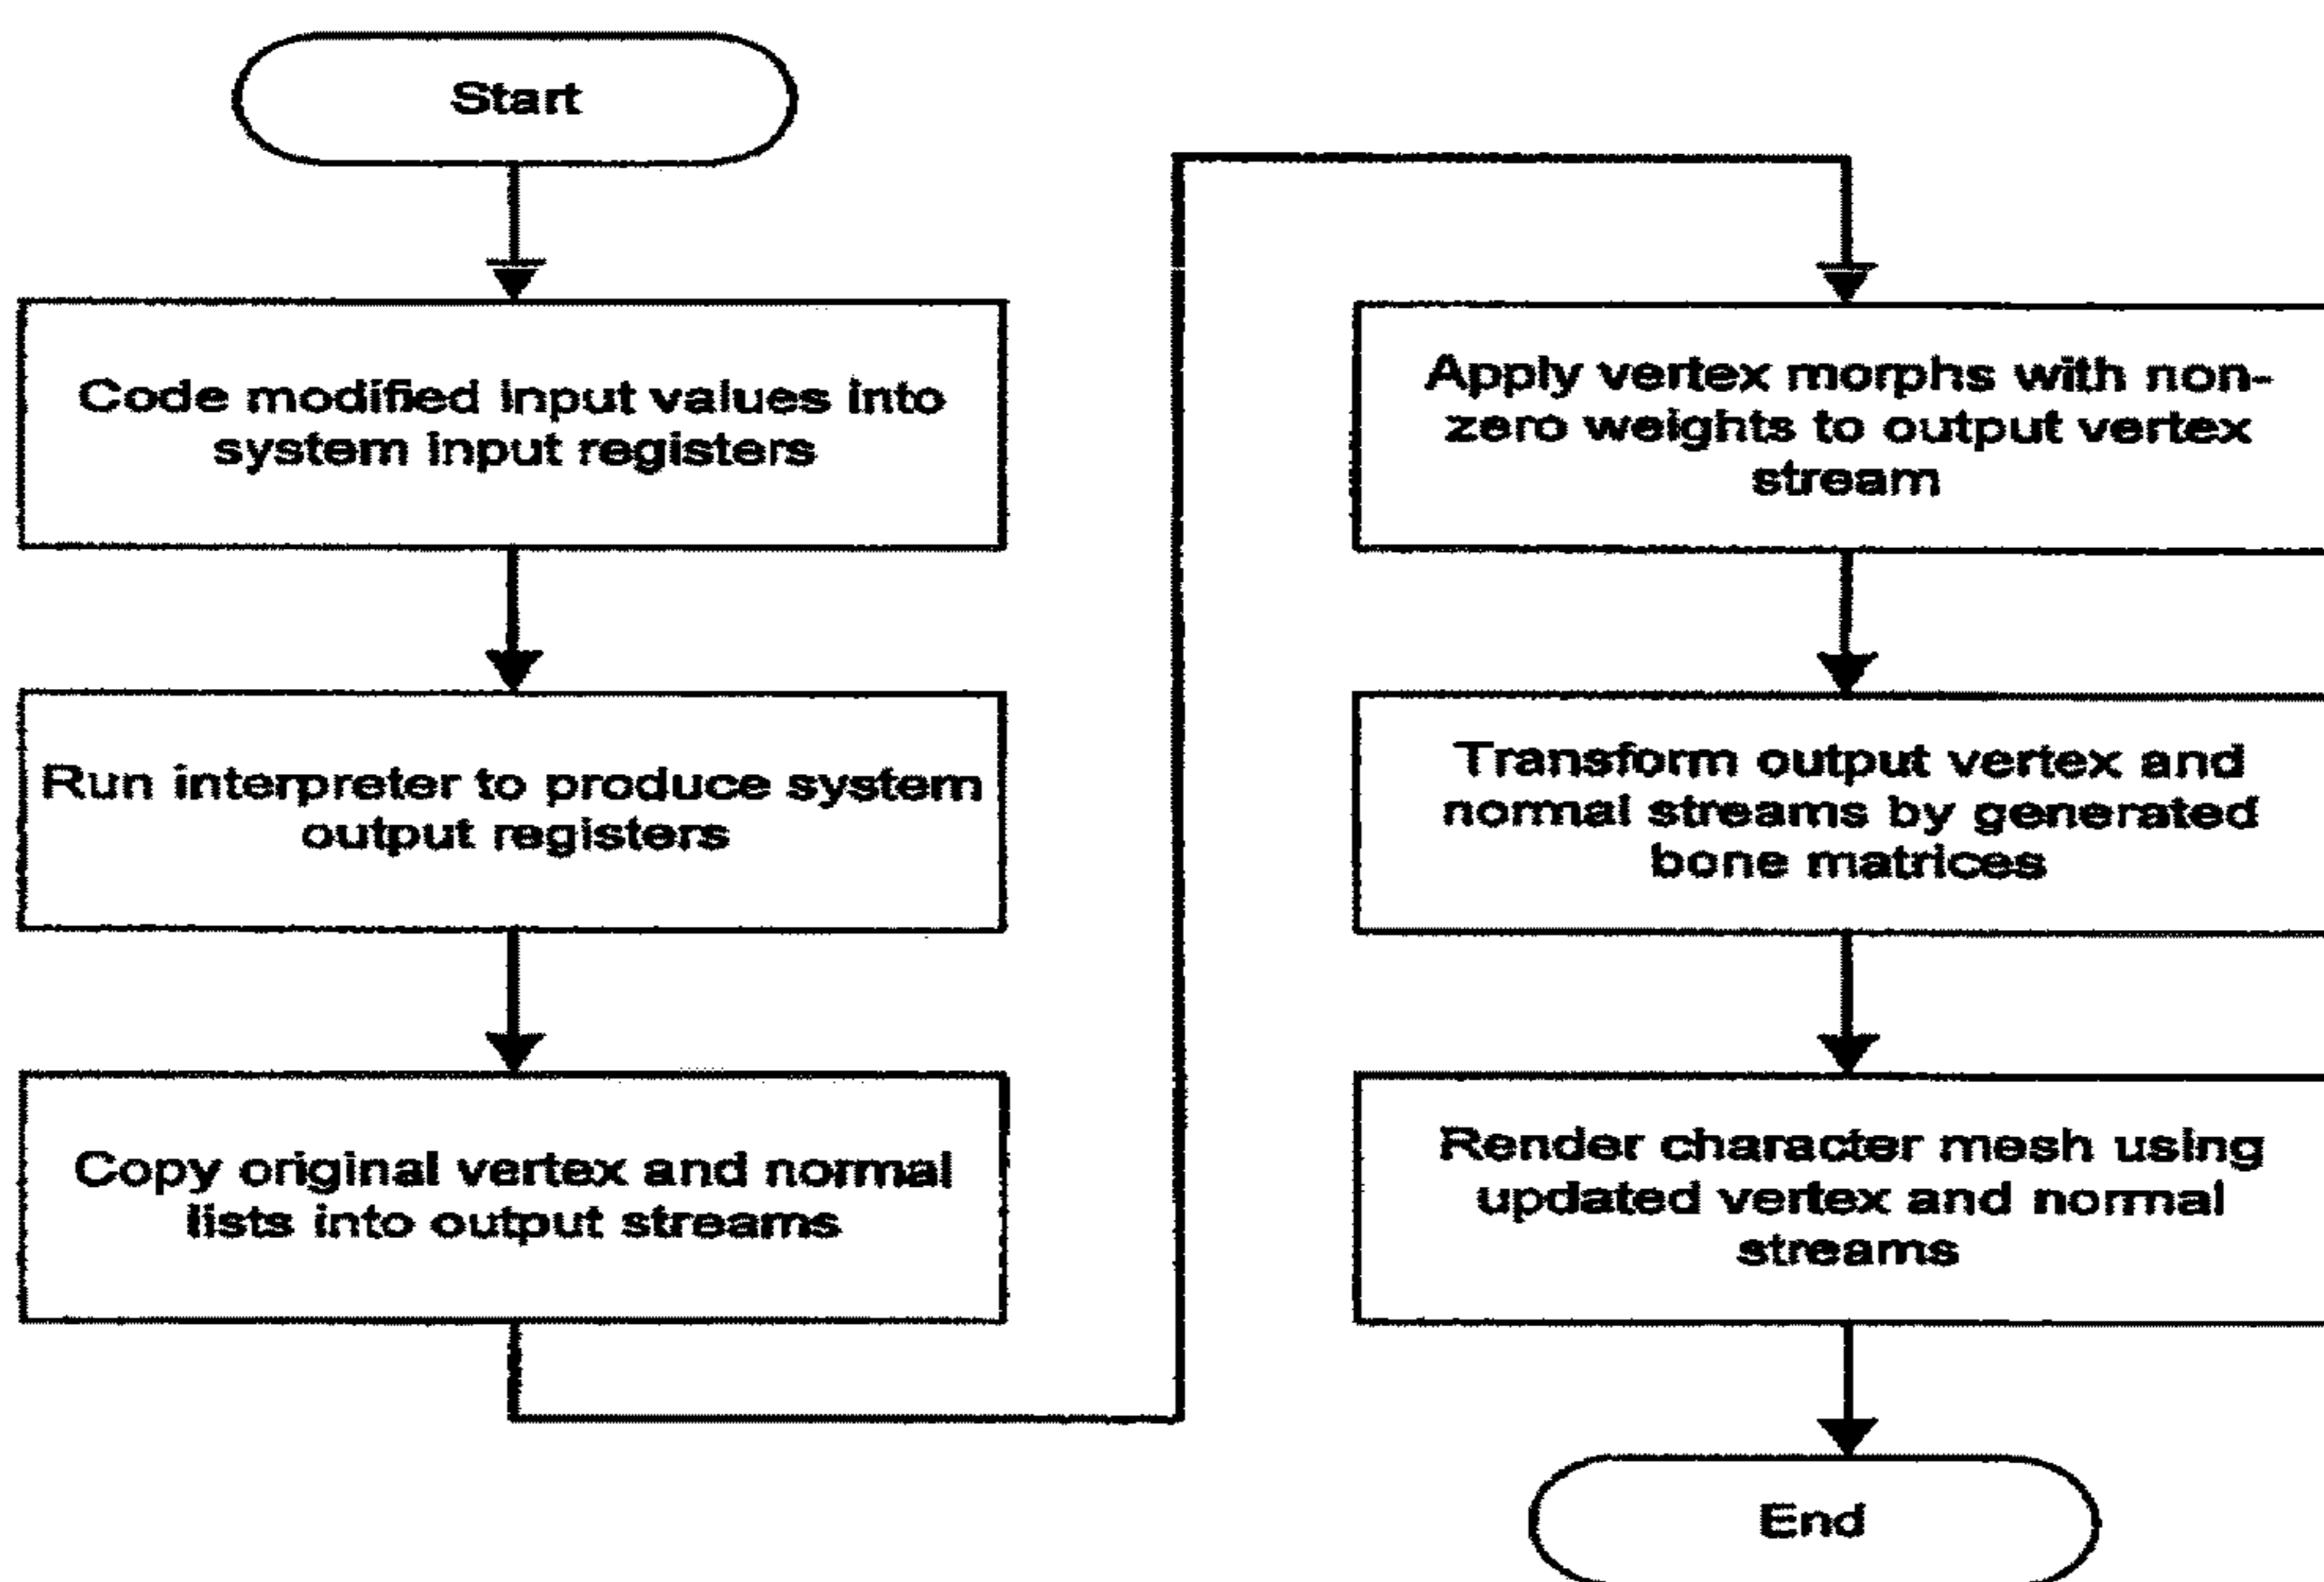 Start
Code modified input values into
system input registers
Run interpreter to produce system
output registers
Copy original vertex and normal
lists into output streams
Apply vertex morphs with non-
zero weights to output vertex
stream
Transform output vertex and
normal streams by generated
bone matrices
Render character mesh using
updated vertex and normal
streams
End